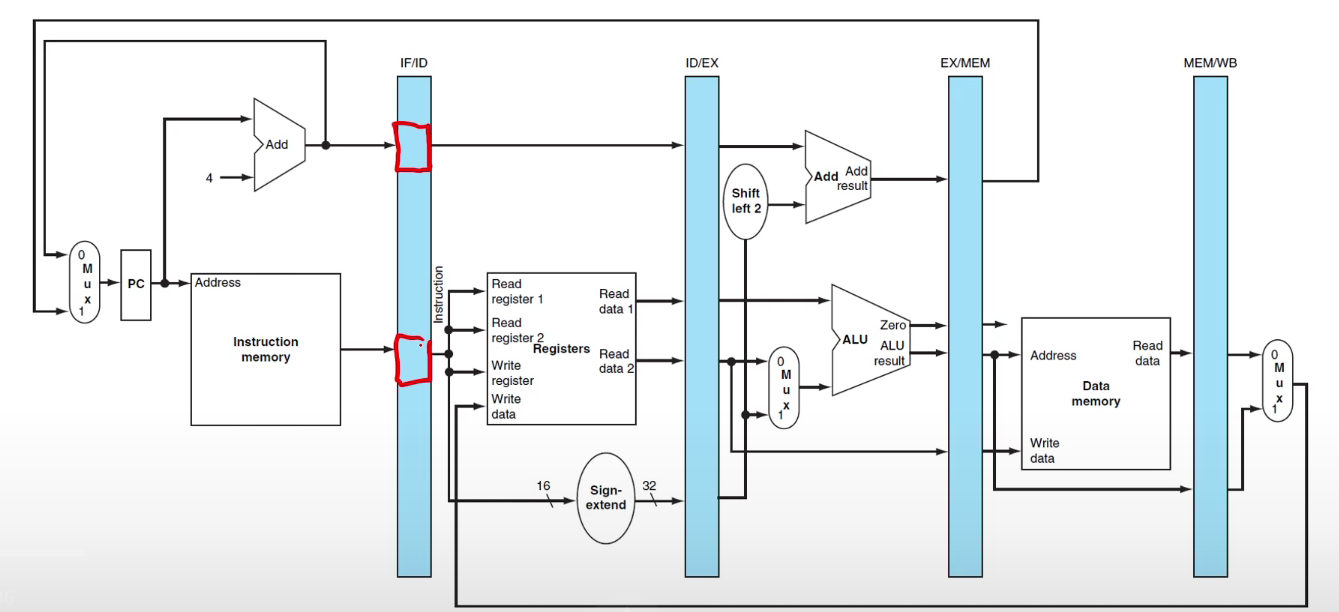 IF/ID
ID/EX
EX/MEM
MEM/WB
Add
4
Shift
left 2
Add
Add
result
0
M
u
x
1
PC
Address
Instruction
memory
Instruction
Read
register 1
Read
register 2
Registers
Write
register
Write
data
Read
data 1
Read
data 2
0
M
u
x
1
Zero
ALU
ALU
result
Address
Read
data
Data
memory
Write
data
0
M
u
x
1
16
Sign-
extend
32